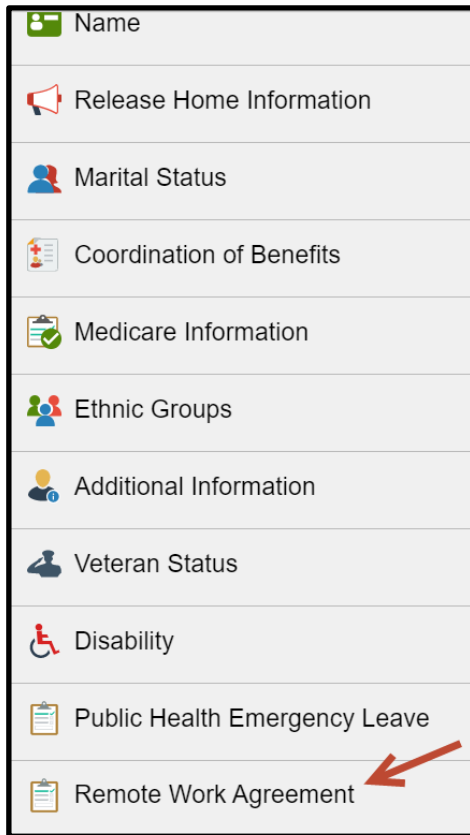 Name
Release Home Information
Marital Status
Coordination of Benefits
Medicare Information
Ethnic Groups
Additional Information
Veteran Status
Disability
Public Health Emergency Leave
Remote Work Agreement